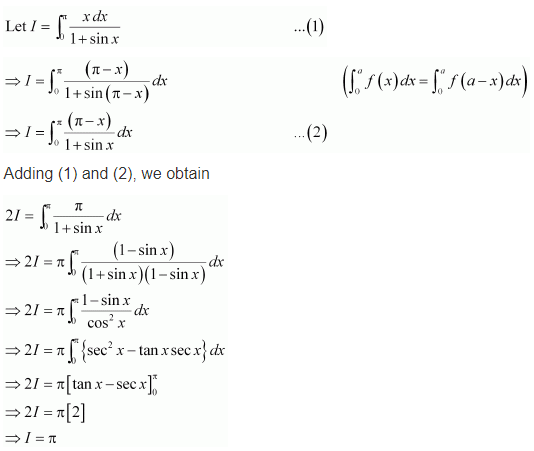 Let I = ∫₀^π x dx / (1 + sin x) ...(1)
⇒ I = ∫₀^π (π − x) / (1 + sin(π − x)) dx (∫₀^a f(x) dx = ∫₀^a f(a − x) dx)
⇒ I = ∫₀^π (π − x) / (1 + sin x) dx ...(2)
Adding (1) and (2), we obtain
2I = ∫₀^π π / (1 + sin x) dx
⇒ 2I = π ∫₀^π (1 − sin x) / ((1 + sin x)(1 − sin x)) dx
⇒ 2I = π ∫₀^π (1 − sin x) / cos² x dx
⇒ 2I = π ∫₀^π {sec² x − tan x sec x} dx
⇒ 2I = π [tan x − sec x]₀^π
⇒ 2I = π[2]
⇒ I = π